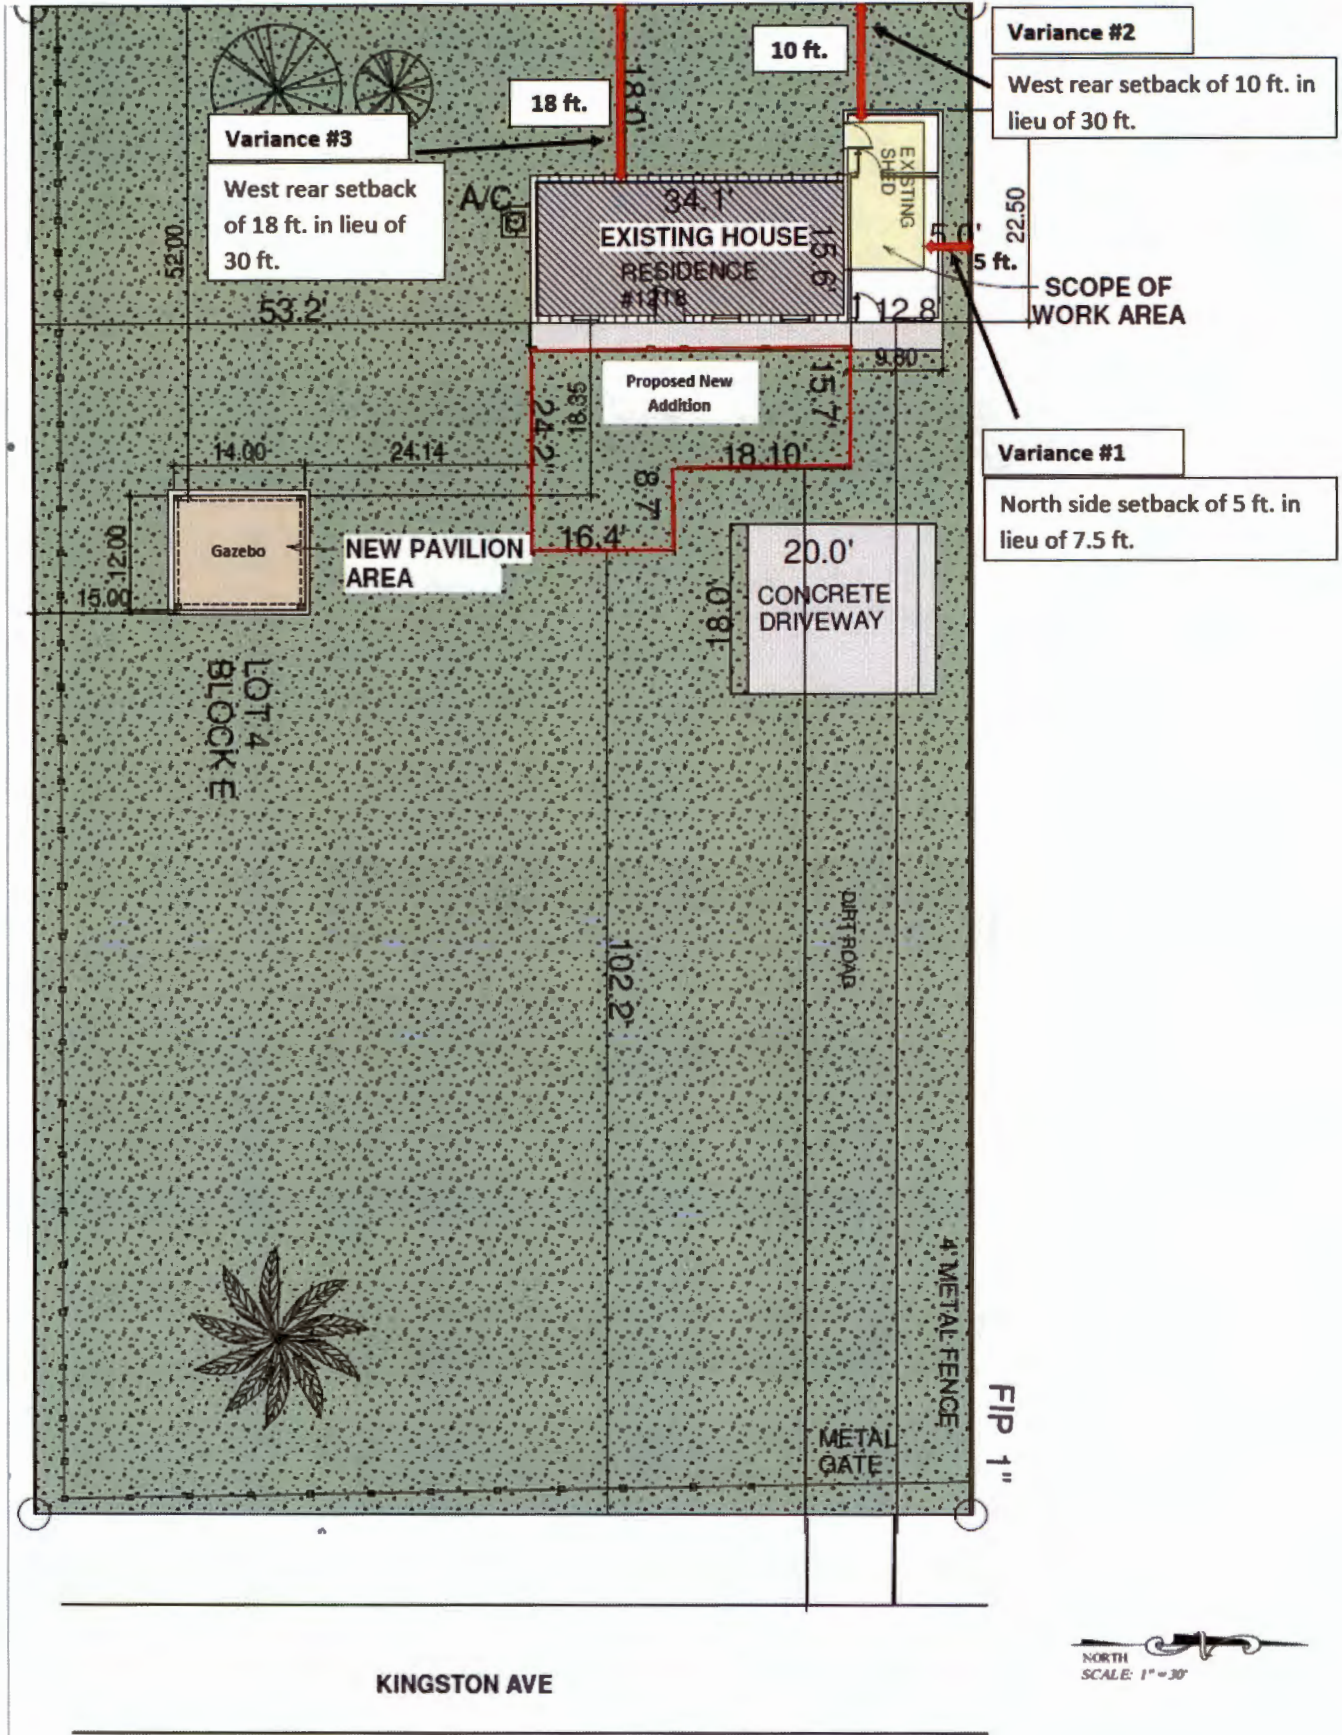 Variance #2
West rear setback of 10 ft. in
lieu of 30 ft.
10 ft.
18 ft.
18.0'
Variance #3
West rear setback
of 18 ft. in lieu of
30 ft.
A/C
34.1'
EXISTING HOUSE
RESIDENCE
#1218
15.6'
EXISTING
SHED
5.0'
5 ft.
22.50
SCOPE OF
WORK AREA
52.00
53.2'
12.8'
9.80
Proposed New
Addition
15.7'
24.2'
18.35
18.10'
8.7'
16.4'
Variance #1
North side setback of 5 ft. in
lieu of 7.5 ft.
14.00
24.14
12.00
15.00
Gazebo
NEW PAVILION
AREA
20.0'
18.0'
CONCRETE
DRIVEWAY
LOT 4
BLOCK E
DIRT ROAD
102.2'
4' METAL FENCE
FIP 1"
METAL
GATE
KINGSTON AVE
NORTH
SCALE: 1" = 30'